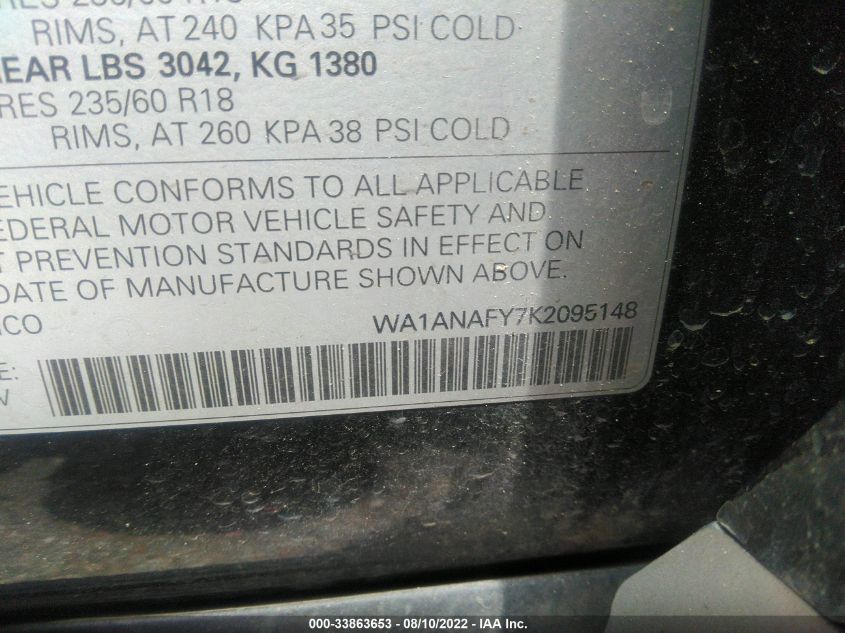 RIMS, AT 240 KPA 35 PSI COLD
EAR LBS 3042, KG 1380
RES 235/60 R18
RIMS, AT 260 KPA 38 PSI COLD
EHICLE CONFORMS TO ALL APPLICABLE
EDERAL MOTOR VEHICLE SAFETY AND
T PREVENTION STANDARDS IN EFFECT ON
DATE OF MANUFACTURE SHOWN ABOVE.
ICO
WA1ANAFY7K2095148
E:
000-33863653 - 08/10/2022 - IAA Inc.